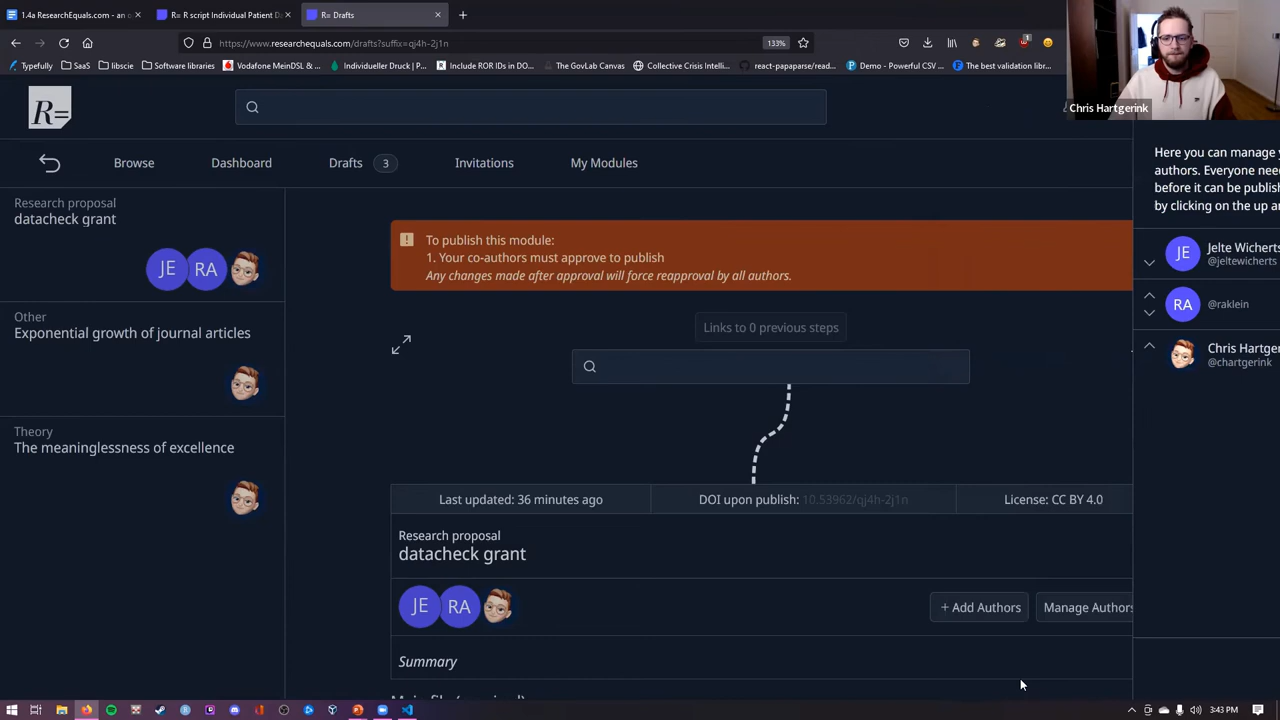 1.4a ResearchEquals.com - an o
R= R script Individual Patient Da
R= Drafts
https://www.researchequals.com/drafts?suffix=qj4h-2j1n
133%
Typefully
SaaS
libscie
Software libraries
Vodafone MeinDSL &
Individueller Druck | P
Include ROR IDs in DO
The GovLab Canvas
Collective Crisis Intelli
react-papaparse/read
Demo - Powerful CSV
The best validation libr
Chris Hartgerink
R=
Browse
Dashboard
Drafts 3
Invitations
My Modules
Research proposal
datacheck grant
JE RA
Other
Exponential growth of journal articles
Theory
The meaninglessness of excellence
To publish this module:
1. Your co-authors must approve to publish
Any changes made after approval will force reapproval by all authors.
Links to 0 previous steps
Last updated: 36 minutes ago
DOI upon publish: 10.53962/qj4h-2j1n
License: CC BY 4.0
Research proposal
datacheck grant
JE RA
+ Add Authors
Manage Authors
Summary
Here you can manage
authors. Everyone nee
before it can be publis
by clicking on the up a
JE
Jelte Wicherts
@jeltewicherts
RA
@raklein
Chris Hartge
@chartgerink
3:43 PM